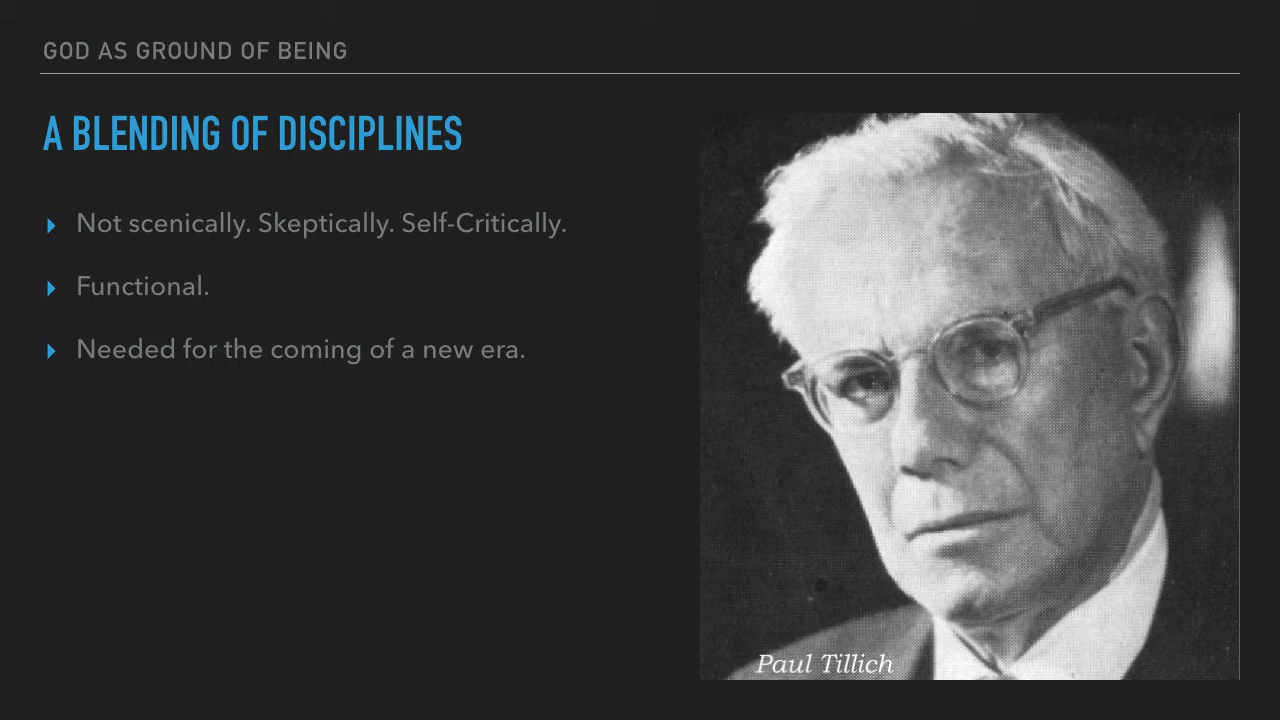 GOD AS GROUND OF BEING
A BLENDING OF DISCIPLINES
Not scenically. Skeptically. Self-Critically.
Functional.
Needed for the coming of a new era.
Paul Tillich